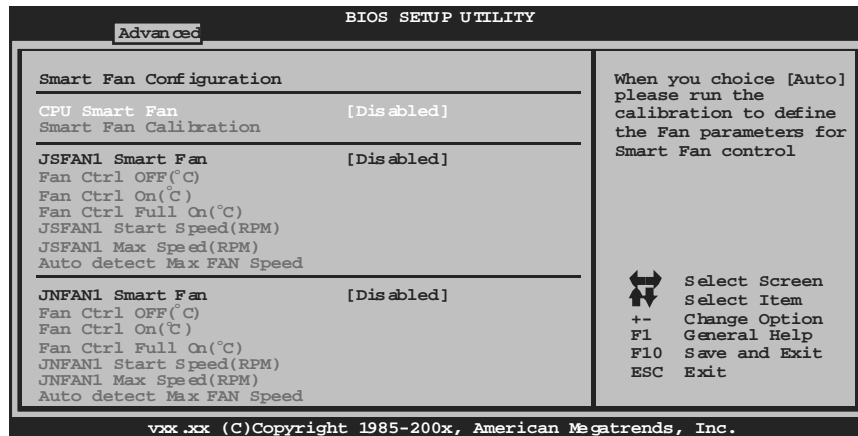 BIOS SETUP UTILITY
Advanced
Smart Fan Configuration
CPU Smart Fan [Disabled]
Smart Fan Calibration
JSFAN1 Smart Fan [Disabled]
Fan Ctrl OFF(°C)
Fan Ctrl On(°C)
Fan Ctrl Full On(°C)
JSFAN1 Start Speed(RPM)
JSFAN1 Max Speed(RPM)
Auto detect Max FAN Speed
JNFAN1 Smart Fan [Disabled]
Fan Ctrl OFF(°C)
Fan Ctrl On(°C)
Fan Ctrl Full On(°C)
JNFAN1 Start Speed(RPM)
JNFAN1 Max Speed(RPM)
Auto detect Max FAN Speed
When you choice [Auto]
please run the
calibration to define
the Fan parameters for
Smart Fan control
Select Screen
Select Item
+- Change Option
F1 General Help
F10 Save and Exit
ESC Exit
vxx.xx (C)Copyright 1985-200x, American Megatrends, Inc.